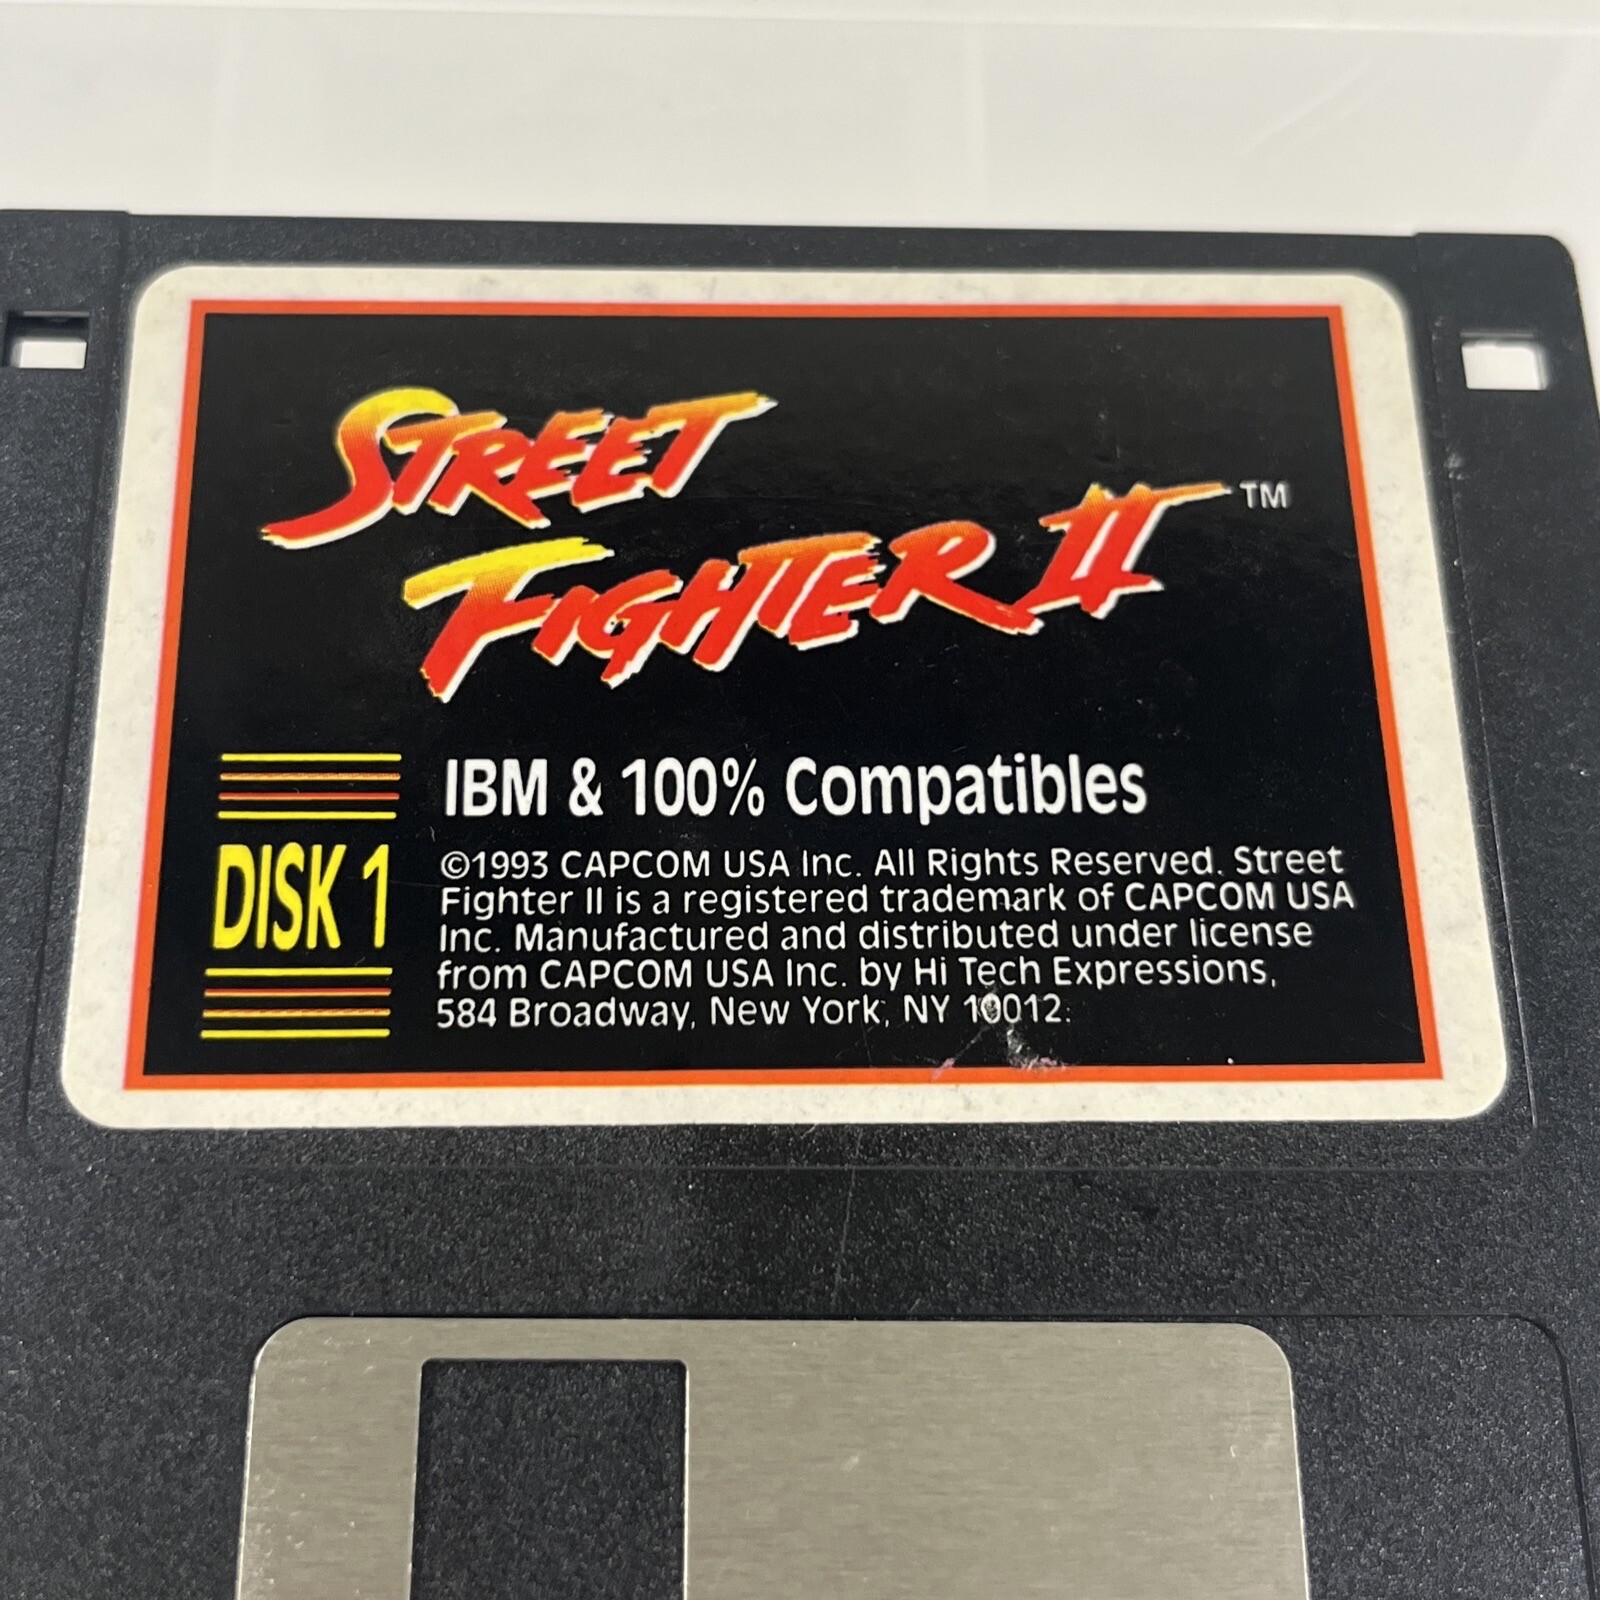 STREET
FIGHTER II™
IBM & 100% Compatibles
DISK 1
©1993 CAPCOM USA Inc. All Rights Reserved. Street
Fighter II is a registered trademark of CAPCOM USA
Inc. Manufactured and distributed under license
from CAPCOM USA Inc. by Hi Tech Expressions,
584 Broadway, New York, NY 10012.